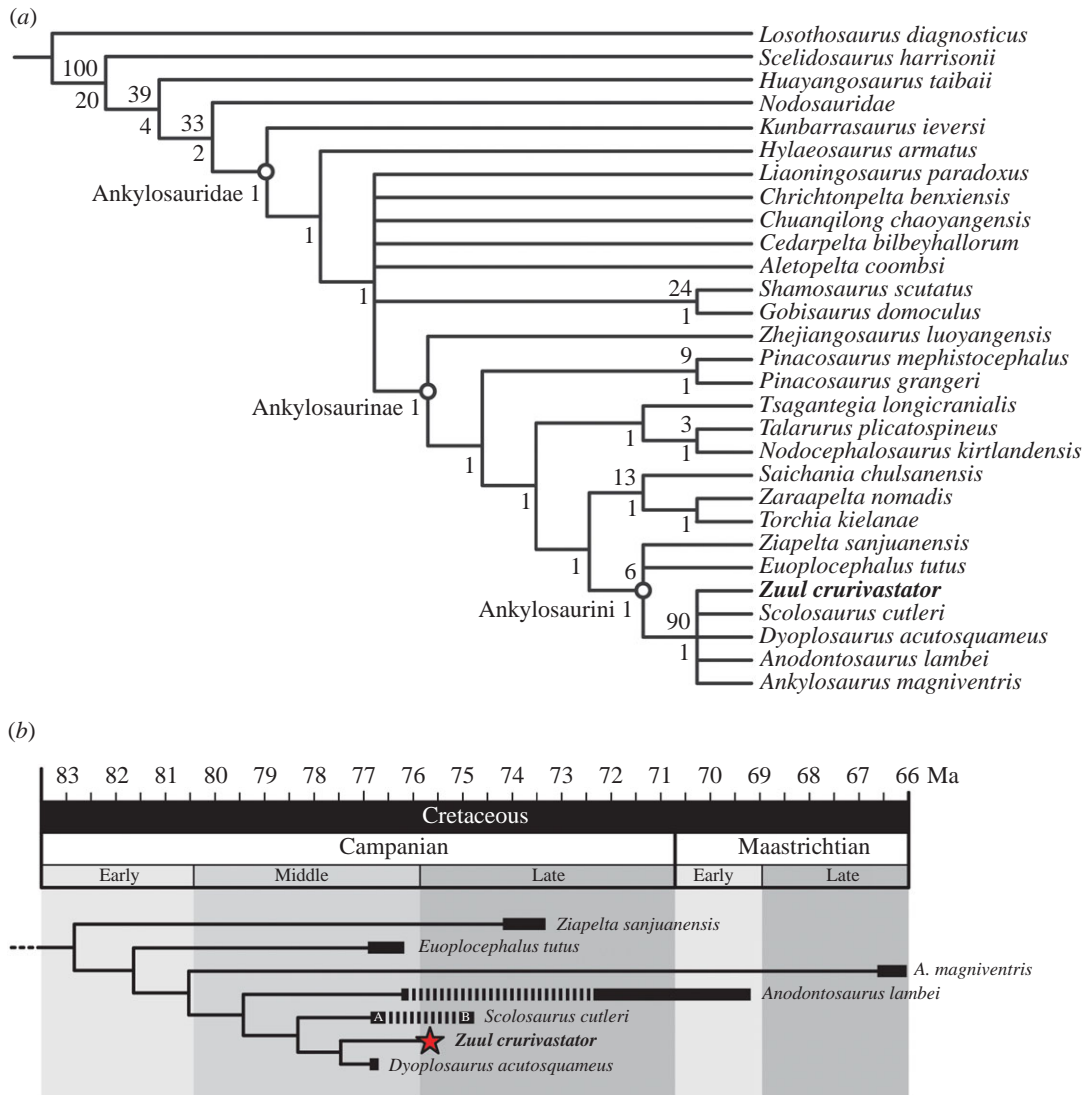 (a)
Losothosaurus diagnosticus
100 Scelidosaurus harrisonii
20 39 Huayangosaurus taibaii
4 33 Nodosauridae
2 Kunbarrasaurus ieversi
Hylaeosaurus armatus
Ankylosauridae 1 Liaoningosaurus paradoxus
Chrichtonpelta benxiensis
1 Chuanqilong chaoyangensis
Cedarpelta bilbeyhallorum
Aletopelta coombsi
1 24 Shamosaurus scutatus
1 Gobisaurus domoculus
Zhejiangosaurus luoyangensis
9 Pinacosaurus mephistocephalus
1 Pinacosaurus grangeri
Ankylosaurinae 1 Tsagantegia longicranialis
1 3 Talarurus plicatospineus
1 1 Nodocephalosaurus kirtlandensis
1 13 Saichania chulsanensis
1 Zaraapelta nomadis
1 Torchia kielanae
Ziapelta sanjuanensis
1 6 Euoplocephalus tutus
Ankylosaurini 1 Zuul crurivastator
Scolosaurus cutleri
90 Dyoplosaurus acutosquameus
1 Anodontosaurus lambei
Ankylosaurus magniventris
(b)
83 82 81 80 79 78 77 76 75 74 73 72 71 70 69 68 67 66 Ma
Cretaceous
Campanian Maastrichtian
Early Middle Late Early Late
Ziapelta sanjuanensis
Euoplocephalus tutus
A. magniventris
Anodontosaurus lambei
A B Scolosaurus cutleri
Zuul crurivastator
Dyoplosaurus acutosquameus